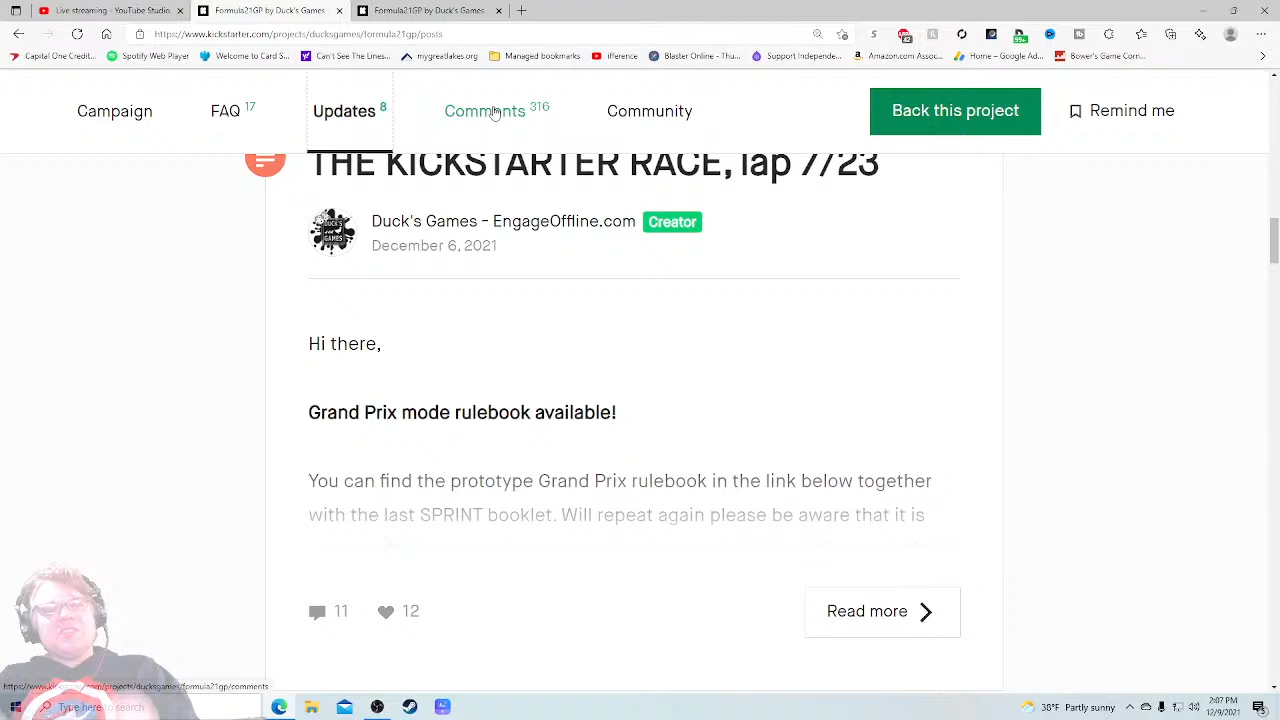 Live streaming - YouTube Studio
Formula21GP by Duck's Games
Formula21GP by Duck's Games -
https://www.kickstarter.com/projects/ducksgames/formula21gp/posts
Capital One Credi...
Spotify Web Player
Welcome Card S...
Can't See The Lines...
mygreatlakes.org
Managed bookmarks
ifference
Blaster Online - Thu...
Support Independe...
Amazon.com Assoc...
Home - Google Ad...
Bower's Game Corn...
Campaign
FAQ 17
Updates 8
Comments 316
Community
Back this project
Remind me
THE KICKSTARTER RACE, lap 7/23
Duck's Games - EngageOffline.com Creator
December 6, 2021
Hi there,
Grand Prix mode rulebook available!
You can find the prototype Grand Prix rulebook in the link below together
with the last SPRINT booklet. Will repeat again please be aware that it is
11
12
Read more
https://www.kickstarter.com/projects/ducksgames/formula21gp/comments
Type here to search
38°F Partly sunny
2:07 PM
12/9/2021